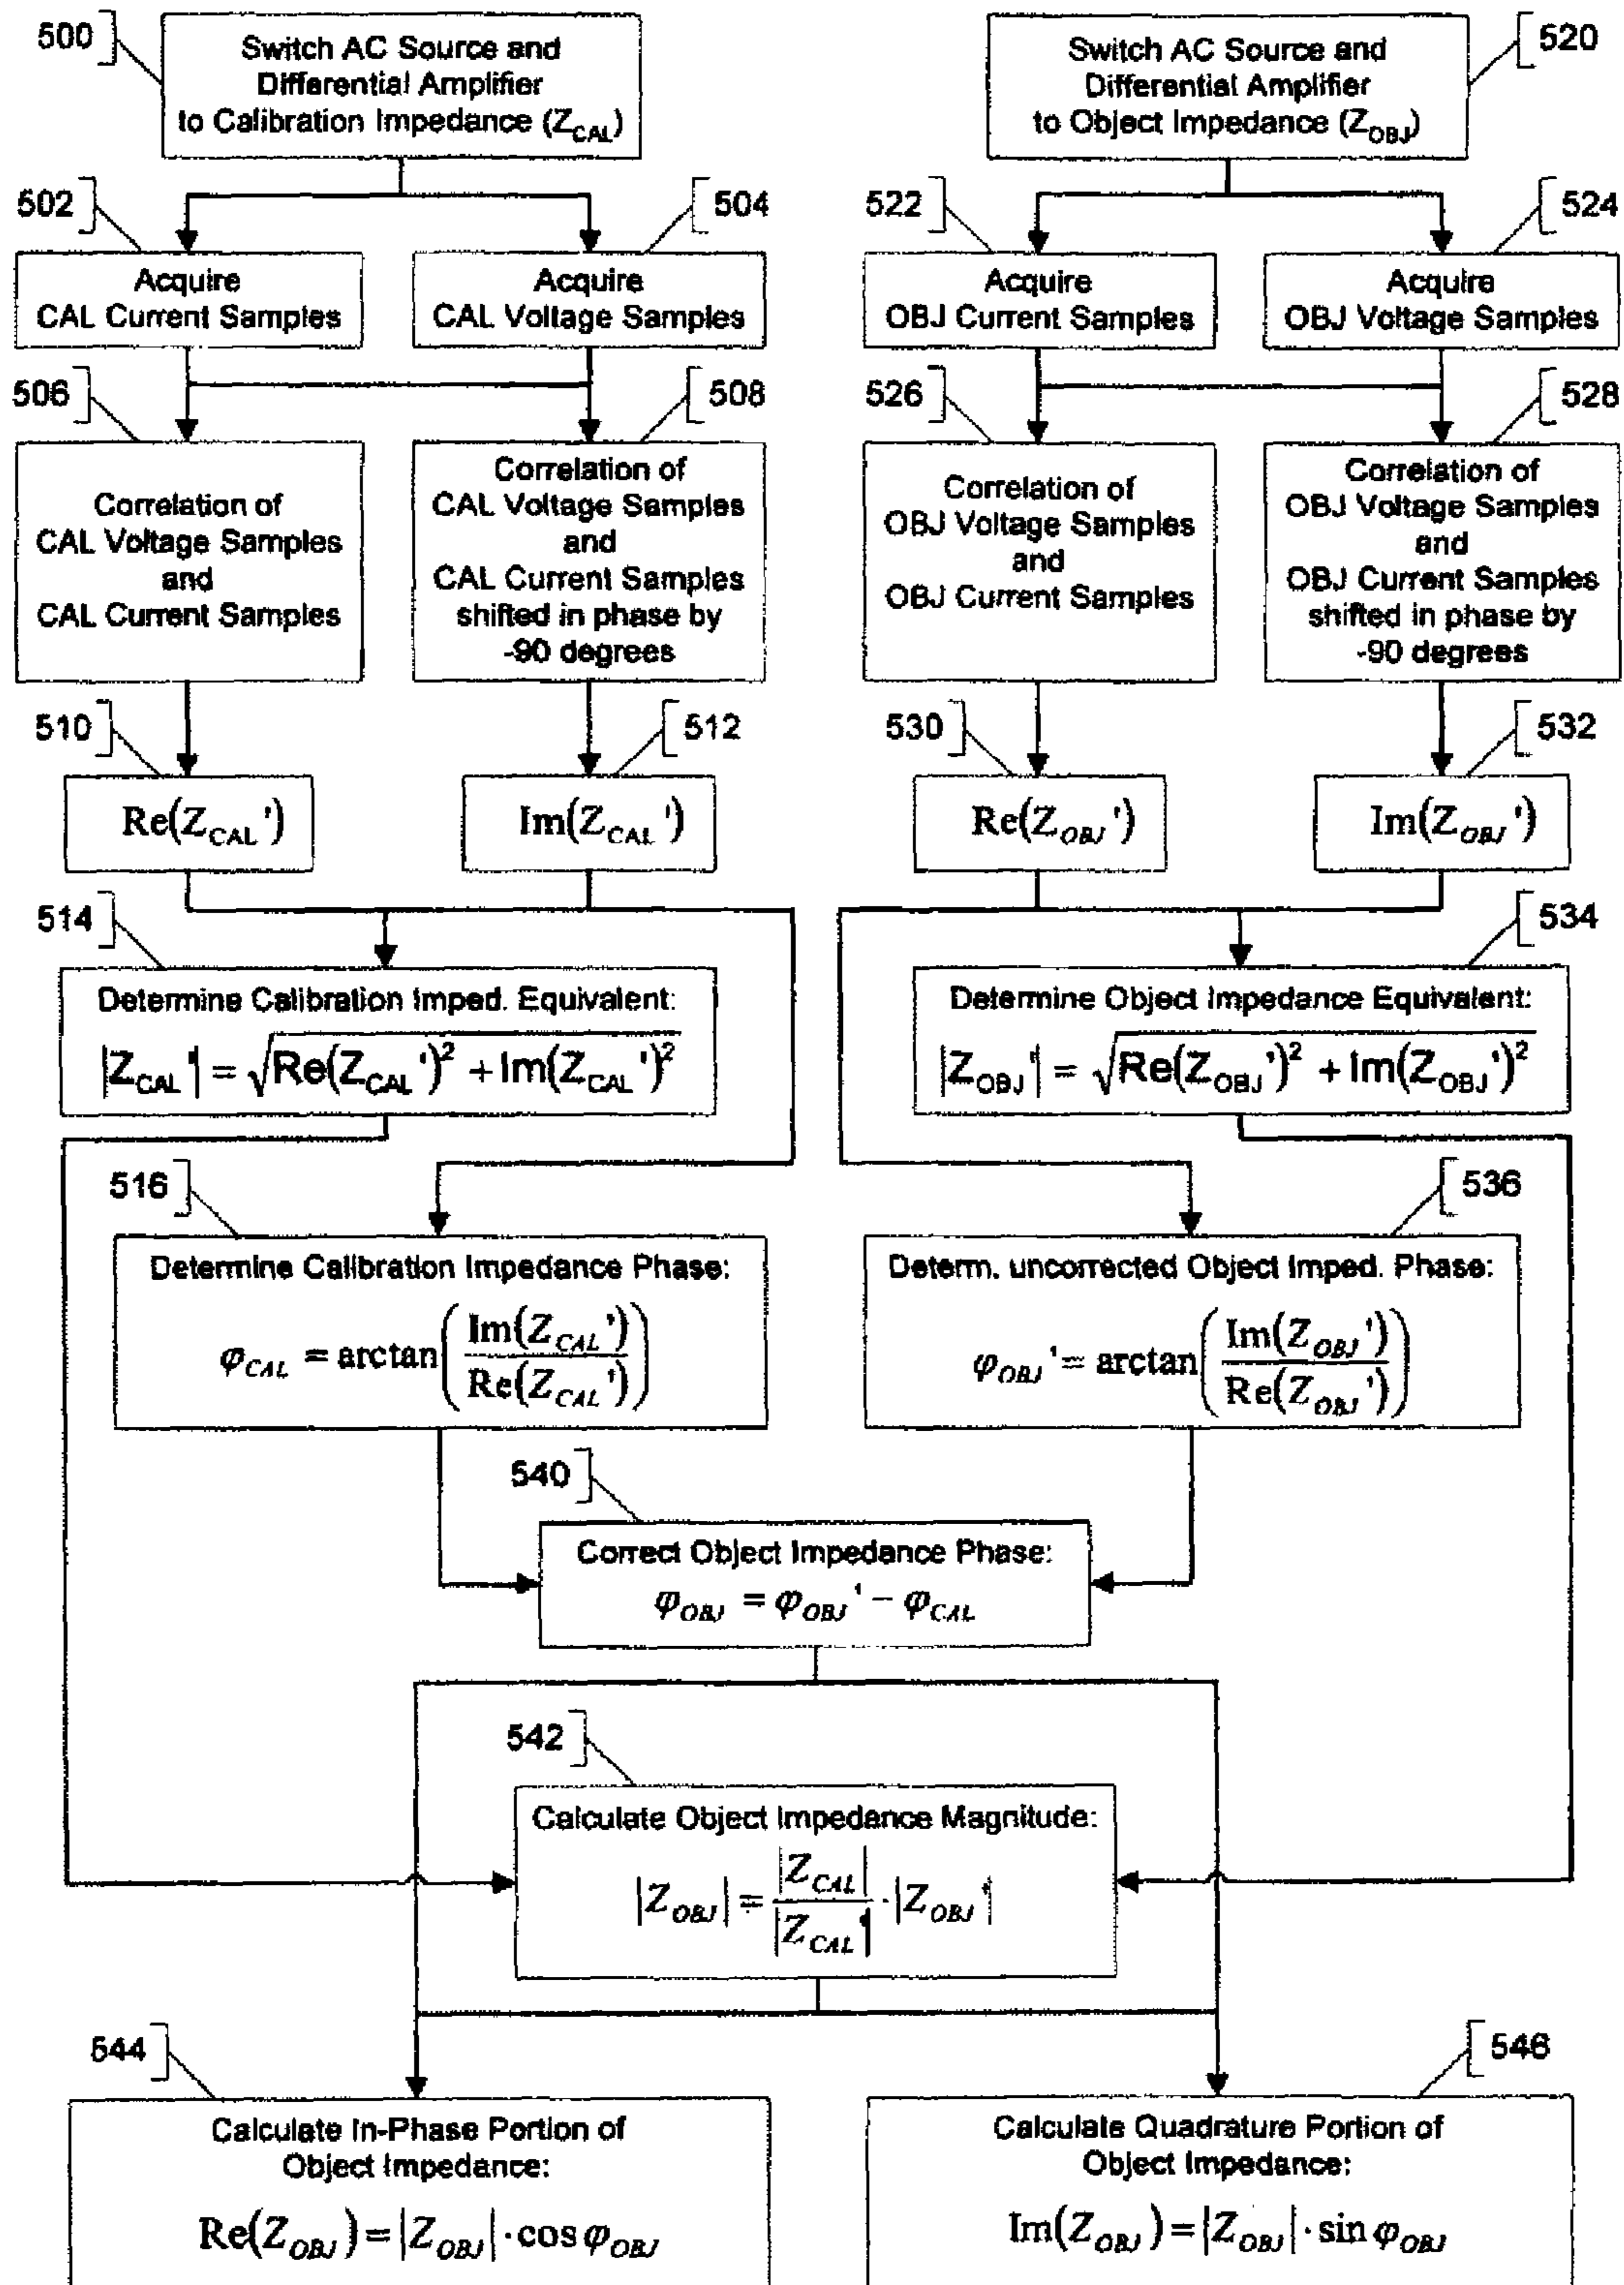 500
Switch AC Source and
Differential Amplifier
to Calibration Impedance (Z_CAL)
520
Switch AC Source and
Differential Amplifier
to Object Impedance (Z_OBJ)
502
Acquire
CAL Current Samples
504
Acquire
CAL Voltage Samples
522
Acquire
OBJ Current Samples
524
Acquire
OBJ Voltage Samples
506
Correlation of
CAL Voltage Samples
and
CAL Current Samples
508
Correlation of
CAL Voltage Samples
and
CAL Current Samples
shifted in phase by
-90 degrees
526
Correlation of
OBJ Voltage Samples
and
OBJ Current Samples
528
Correlation of
OBJ Voltage Samples
and
OBJ Current Samples
shifted in phase by
-90 degrees
510
Re(Z_CAL')
512
Im(Z_CAL')
530
Re(Z_OBJ')
532
Im(Z_OBJ')
514
Determine Calibration Imped. Equivalent:
|Z_CAL'| = √(Re(Z_CAL')² + Im(Z_CAL')²)
534
Determine Object Impedance Equivalent:
|Z_OBJ'| = √(Re(Z_OBJ')² + Im(Z_OBJ')²)
516
Determine Calibration Impedance Phase:
φ_CAL = arctan(Im(Z_CAL') / Re(Z_CAL'))
536
Determ. uncorrected Object Imped. Phase:
φ_OBJ' = arctan(Im(Z_OBJ') / Re(Z_OBJ'))
540
Correct Object Impedance Phase:
φ_OBJ = φ_OBJ' − φ_CAL
542
Calculate Object Impedance Magnitude:
|Z_OBJ| = |Z_CAL| / |Z_CAL'| · |Z_OBJ'|
544
Calculate In-Phase Portion of
Object Impedance:
Re(Z_OBJ) = |Z_OBJ| · cos φ_OBJ
546
Calculate Quadrature Portion of
Object Impedance:
Im(Z_OBJ) = |Z_OBJ| · sin φ_OBJ